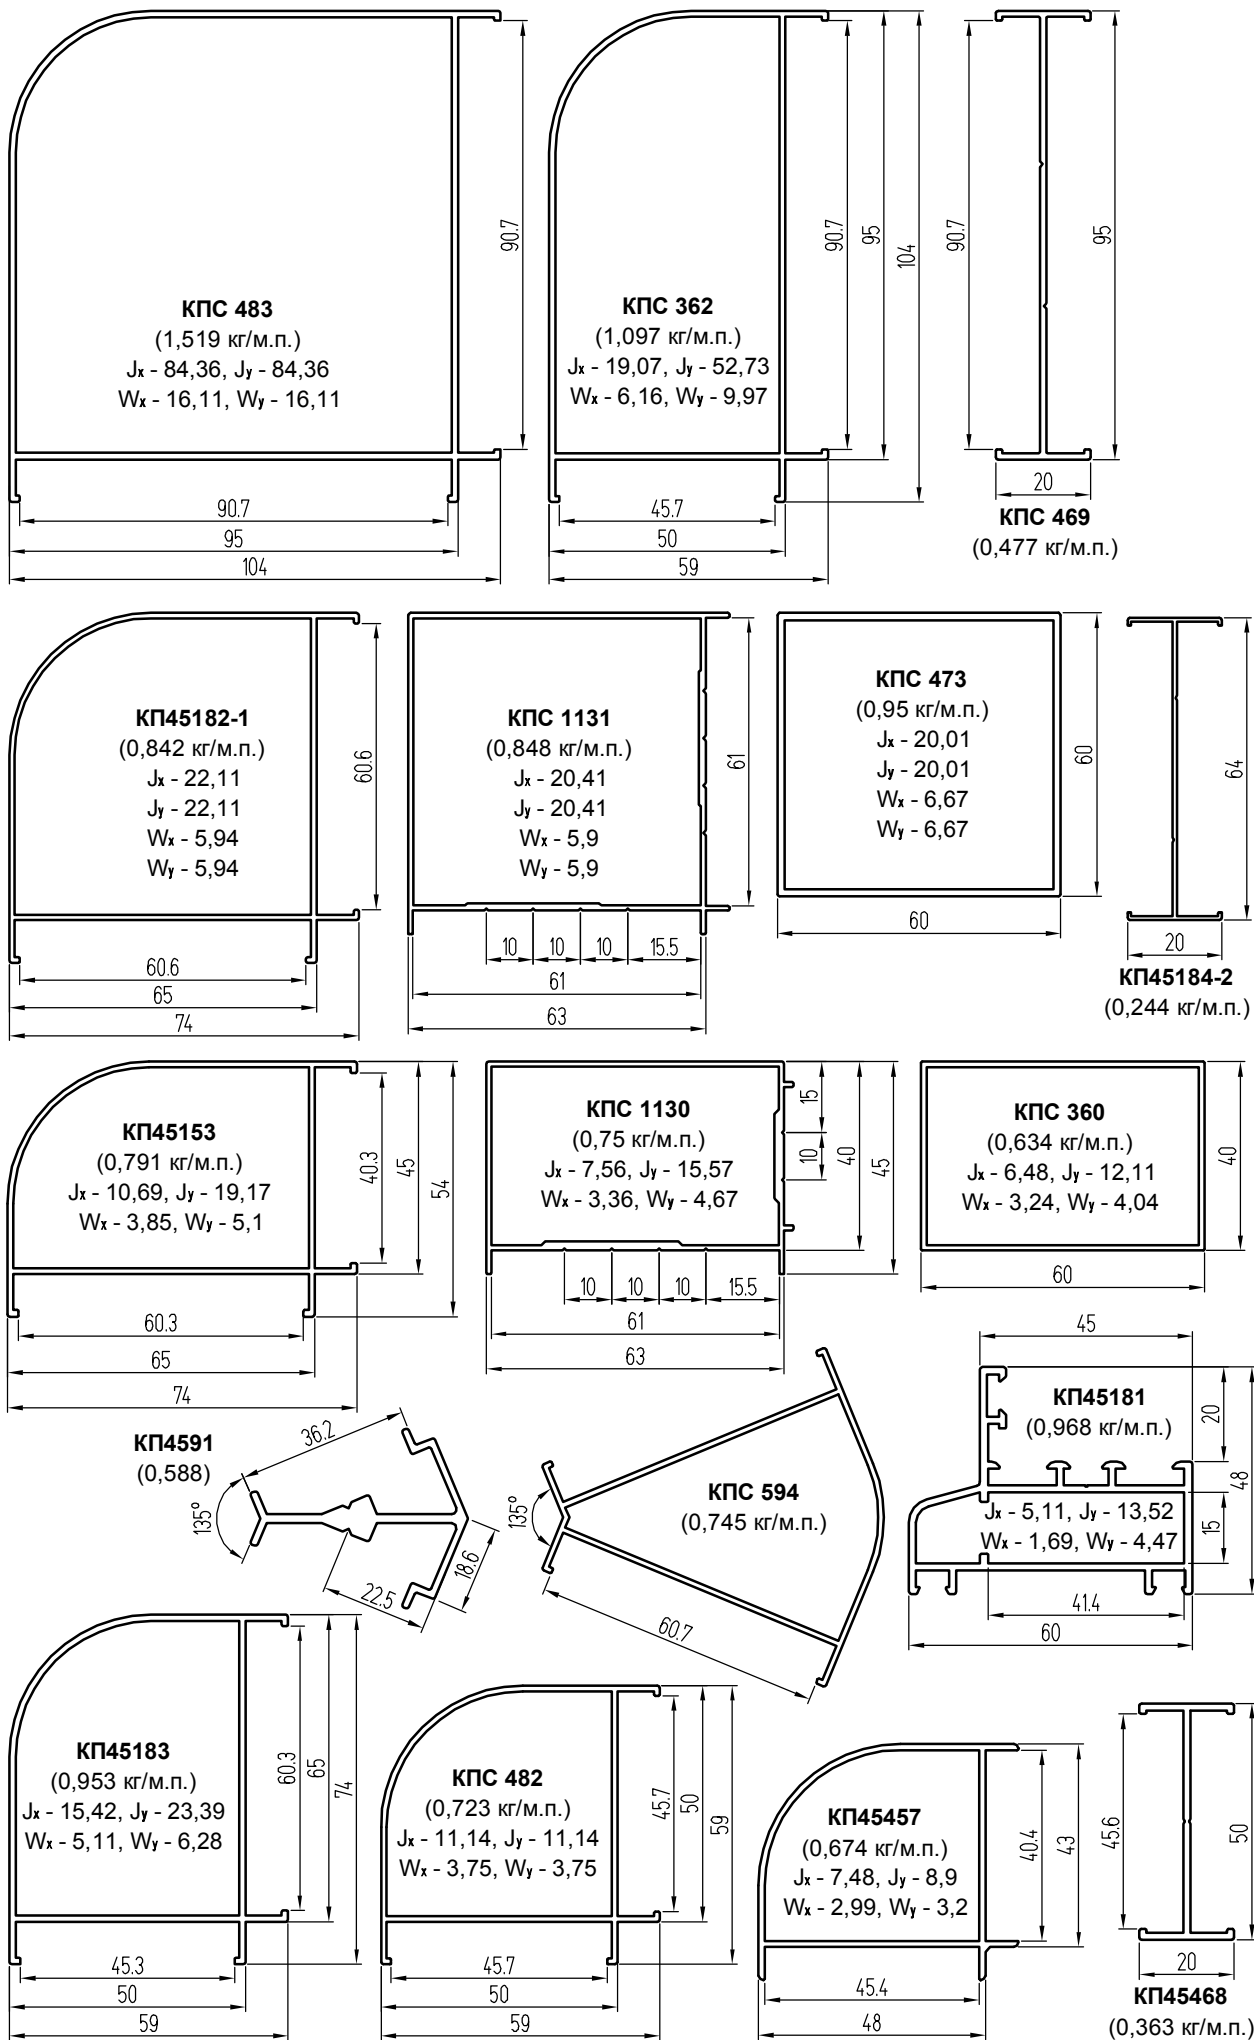 КПС 483
(1,519 кг/м.п.)
Jx - 84,36, Jy - 84,36
Wx - 16,11, Wy - 16,11
90.7
90.7
95
104
КПС 362
(1,097 кг/м.п.)
Jx - 19,07, Jy - 52,73
Wx - 6,16, Wy - 9,97
90.7
95
104
45.7
50
59
90.7
95
20
КПС 469
(0,477 кг/м.п.)
КП45182-1
(0,842 кг/м.п.)
Jx - 22,11
Jy - 22,11
Wx - 5,94
Wy - 5,94
60.6
60.6
65
74
КПС 1131
(0,848 кг/м.п.)
Jx - 20,41
Jy - 20,41
Wx - 5,9
Wy - 5,9
61
10
10
10
15.5
61
63
КПС 473
(0,95 кг/м.п.)
Jx - 20,01
Jy - 20,01
Wx - 6,67
Wy - 6,67
60
60
64
20
КП45184-2
(0,244 кг/м.п.)
КП45153
(0,791 кг/м.п.)
Jx - 10,69, Jy - 19,17
Wx - 3,85, Wy - 5,1
40.3
45
54
60.3
65
74
КПС 1130
(0,75 кг/м.п.)
Jx - 7,56, Jy - 15,57
Wx - 3,36, Wy - 4,67
15
10
40
45
10
10
10
15.5
61
63
КПС 360
(0,634 кг/м.п.)
Jx - 6,48, Jy - 12,11
Wx - 3,24, Wy - 4,04
40
60
КП4591
(0,588)
36.2
135°
18.6
22.5
КПС 594
(0,745 кг/м.п.)
135°
60.7
45
КП45181
(0,968 кг/м.п.)
20
48
Jx - 5,11, Jy - 13,52
Wx - 1,69, Wy - 4,47
15
41.4
60
КП45183
(0,953 кг/м.п.)
Jx - 15,42, Jy - 23,39
Wx - 5,11, Wy - 6,28
60.3
65
74
45.3
50
59
КПС 482
(0,723 кг/м.п.)
Jx - 11,14, Jy - 11,14
Wx - 3,75, Wy - 3,75
45.7
50
59
45.7
50
59
КП45457
(0,674 кг/м.п.)
Jx - 7,48, Jy - 8,9
Wx - 2,99, Wy - 3,2
40.4
43
45.4
48
45.6
50
20
КП45468
(0,363 кг/м.п.)